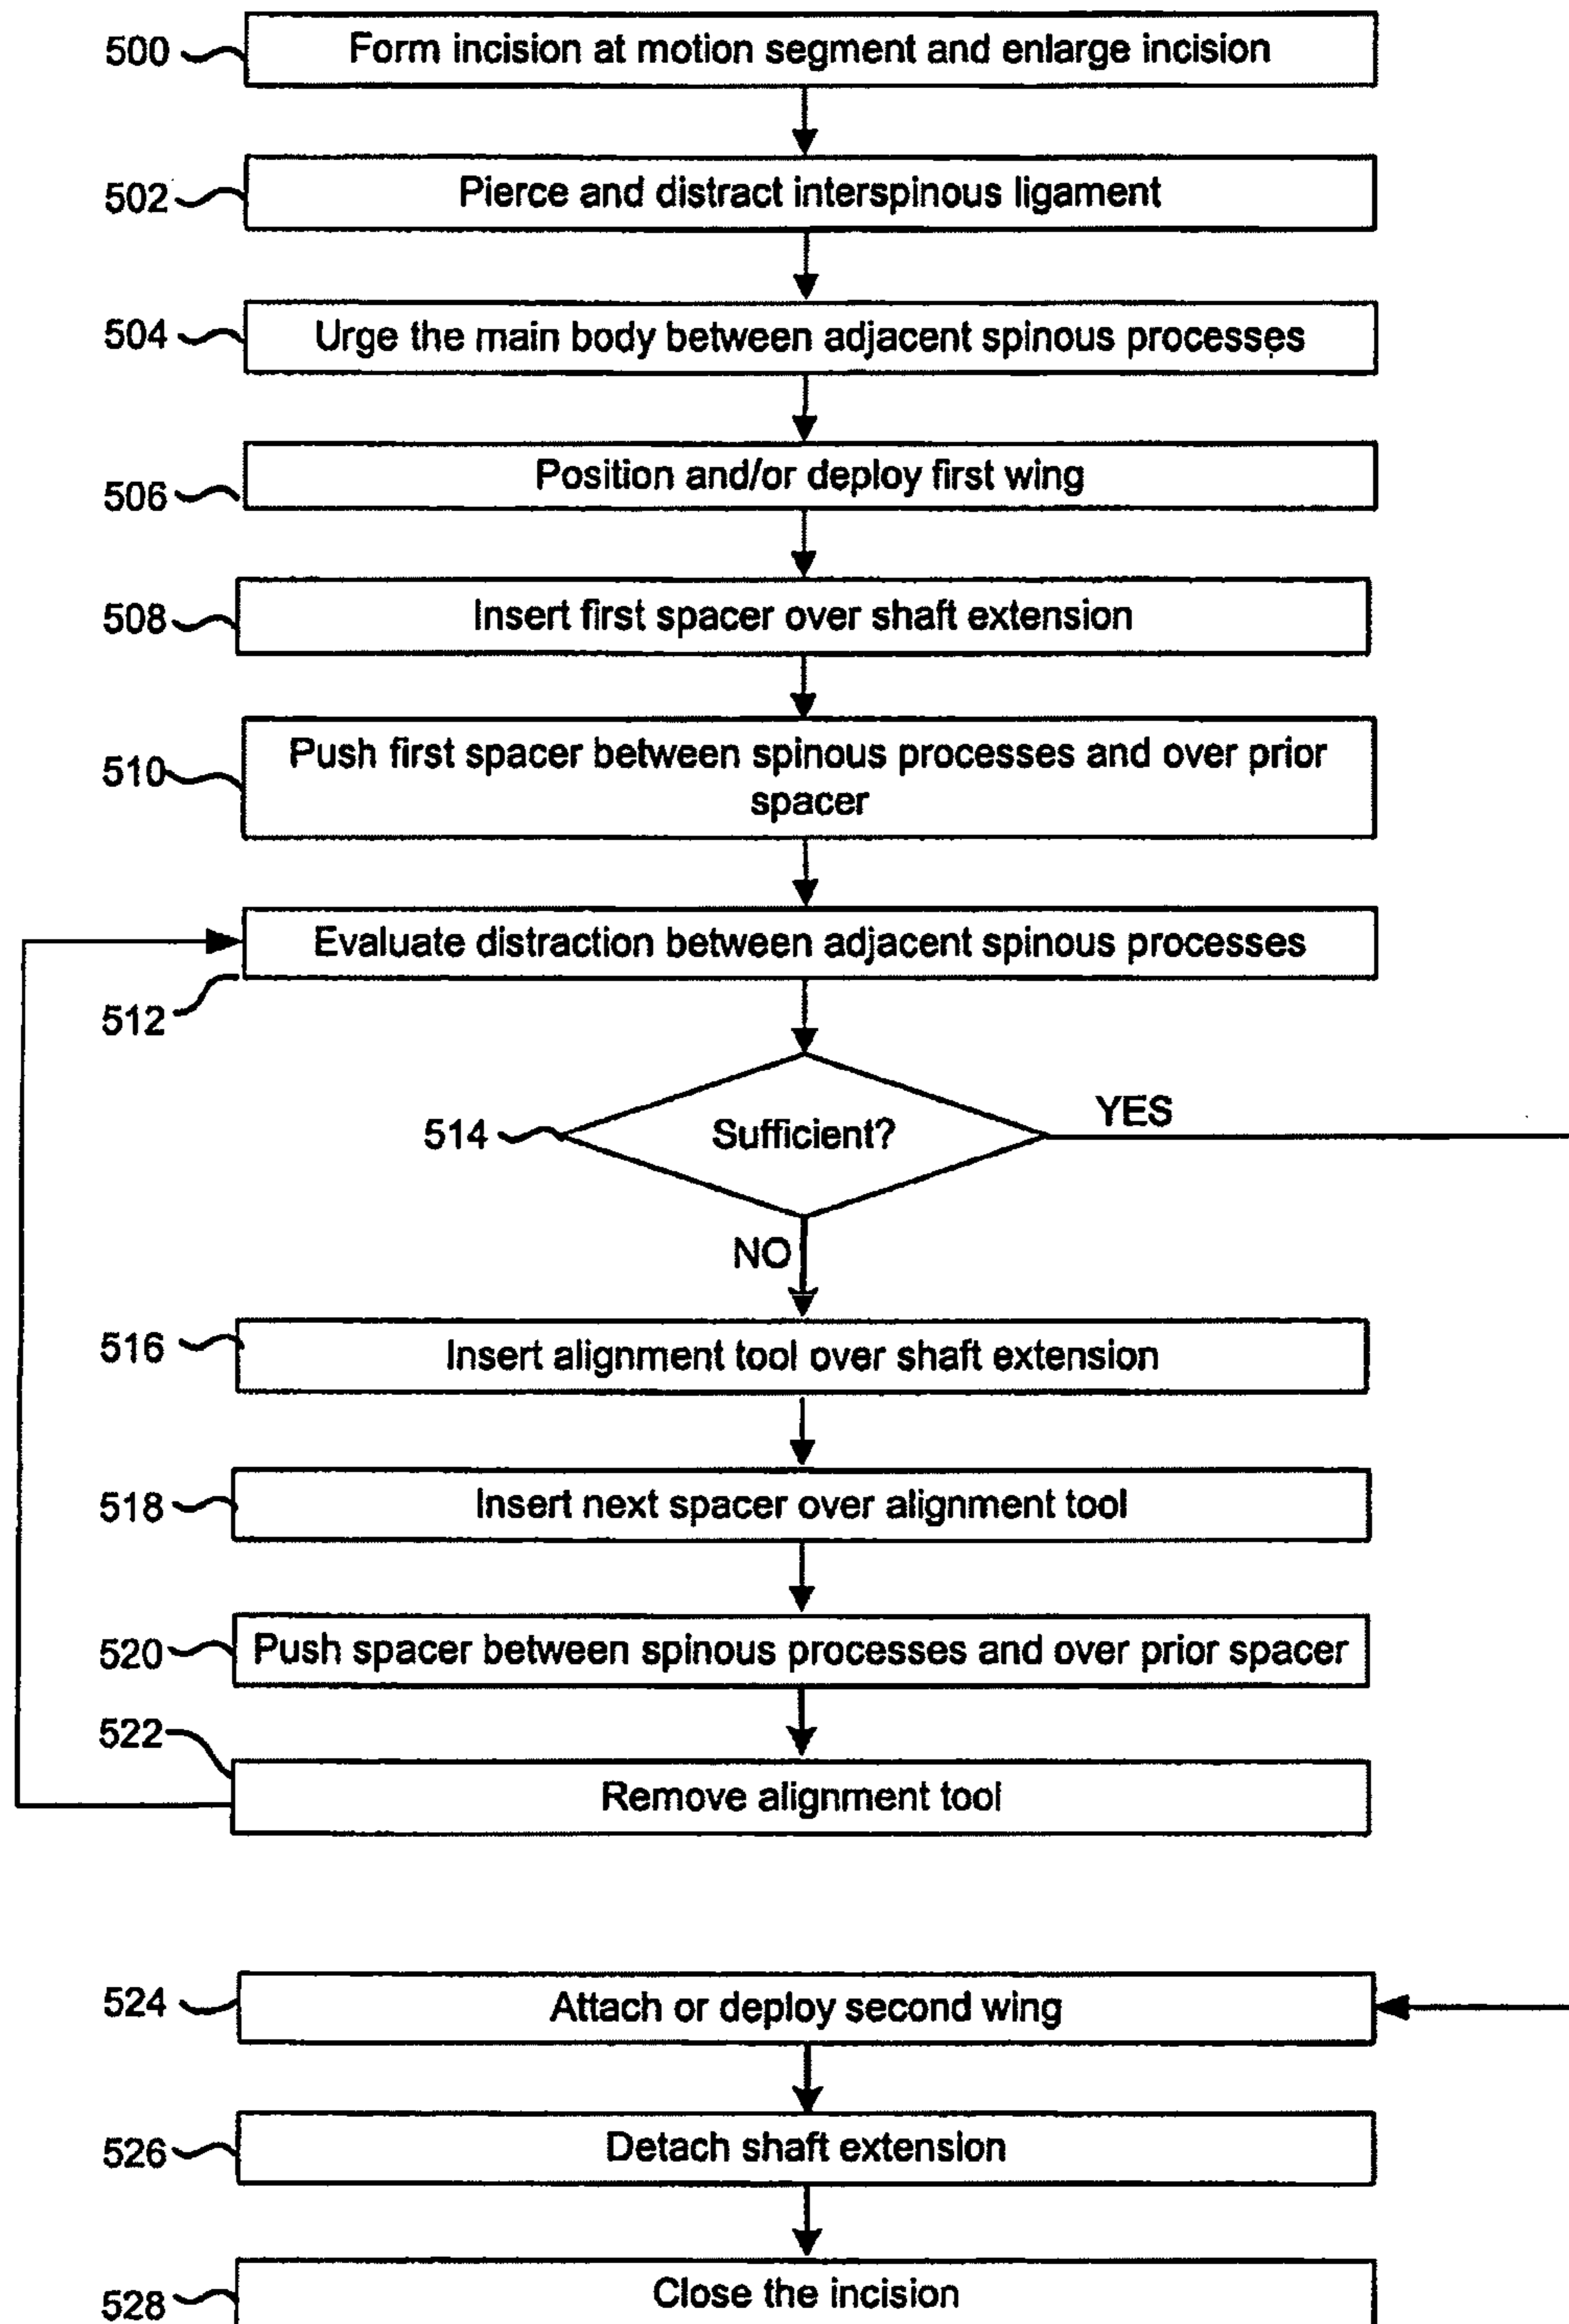 500 Form incision at motion segment and enlarge incision
502 Pierce and distract interspinous ligament
504 Urge the main body between adjacent spinous processes
506 Position and/or deploy first wing
508 Insert first spacer over shaft extension
510 Push first spacer between spinous processes and over prior
spacer
Evaluate distraction between adjacent spinous processes
512
514 Sufficient? YES
NO
516 Insert alignment tool over shaft extension
518 Insert next spacer over alignment tool
520 Push spacer between spinous processes and over prior spacer
522
Remove alignment tool
524 Attach or deploy second wing
526 Detach shaft extension
528 Close the incision